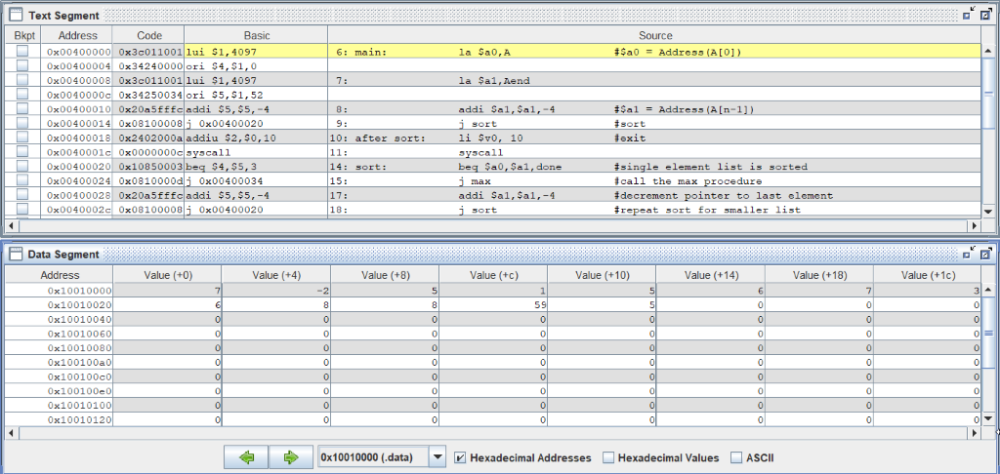 Text Segment
Bkpt Address Code Basic Source
0x00400000 0x3c011001 lui $1,4097 6: main: la $a0,A #$a0 = Address(A[0])
0x00400004 0x34240000 ori $4,$1,0
0x00400008 0x3c011001 lui $1,4097 7: la $a1,Aend
0x0040000c 0x34250034 ori $5,$1,52
0x00400010 0x20a5fffc addi $5,$5,-4 8: addi $a1,$a1,-4 #$a1 = Address(A[n-1])
0x00400014 0x08100008 j 0x00400020 9: j sort #sort
0x00400018 0x2402000a addiu $2,$0,10 10: after sort: li $v0, 10 #exit
0x0040001c 0x0000000c syscall 11: syscall
0x00400020 0x10850003 beq $4,$5,3 14: sort: beq $a0,$a1,done #single element list is sorted
0x00400024 0x0810000d j 0x00400034 15: j max #call the max procedure
0x00400028 0x20a5fffc addi $5,$5,-4 17: addi $a1,$a1,-4 #decrement pointer to last element
0x0040002c 0x08100008 j 0x00400020 18: j sort #repeat sort for smaller list
Data Segment
Address Value (+0) Value (+4) Value (+8) Value (+c) Value (+10) Value (+14) Value (+18) Value (+1c)
0x10010000 7 -2 5 1 5 6 7 3
0x10010020 6 8 8 59 5 0 0 0
0x10010040 0 0 0 0 0 0 0 0
0x10010060 0 0 0 0 0 0 0 0
0x10010080 0 0 0 0 0 0 0 0
0x100100a0 0 0 0 0 0 0 0 0
0x100100c0 0 0 0 0 0 0 0 0
0x100100e0 0 0 0 0 0 0 0 0
0x10010100 0 0 0 0 0 0 0 0
0x10010120 0 0 0 0 0 0 0 0
0x10010000 (.data) Hexadecimal Addresses Hexadecimal Values ASCII